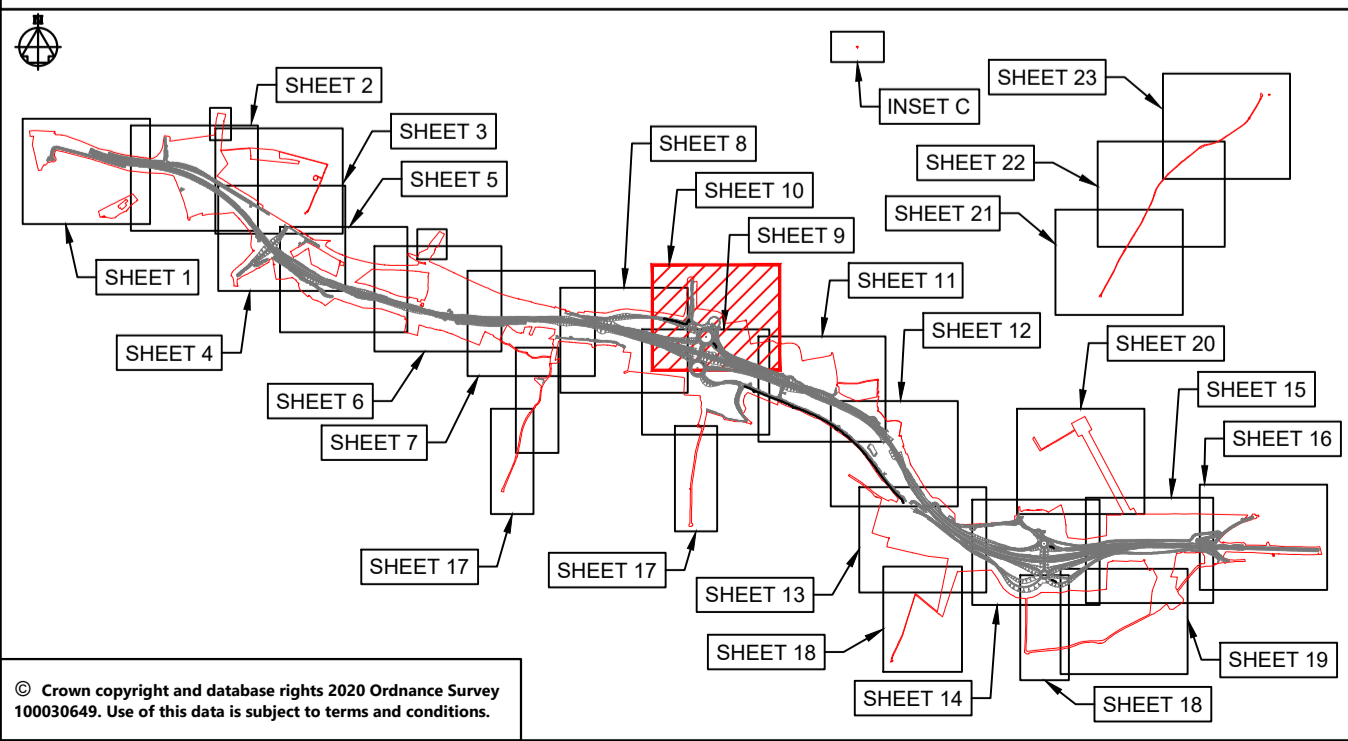 SHEET 2
SHEET 3
SHEET 5
SHEET 1
SHEET 4
SHEET 6
SHEET 7
SHEET 8
SHEET 10
SHEET 9
SHEET 11
SHEET 12
INSET C
SHEET 23
SHEET 22
SHEET 21
SHEET 20
SHEET 15
SHEET 16
SHEET 17
SHEET 17
SHEET 13
SHEET 18
SHEET 14
SHEET 18
SHEET 19
© Crown copyright and database rights 2020 Ordnance Survey
100030649. Use of this data is subject to terms and conditions.